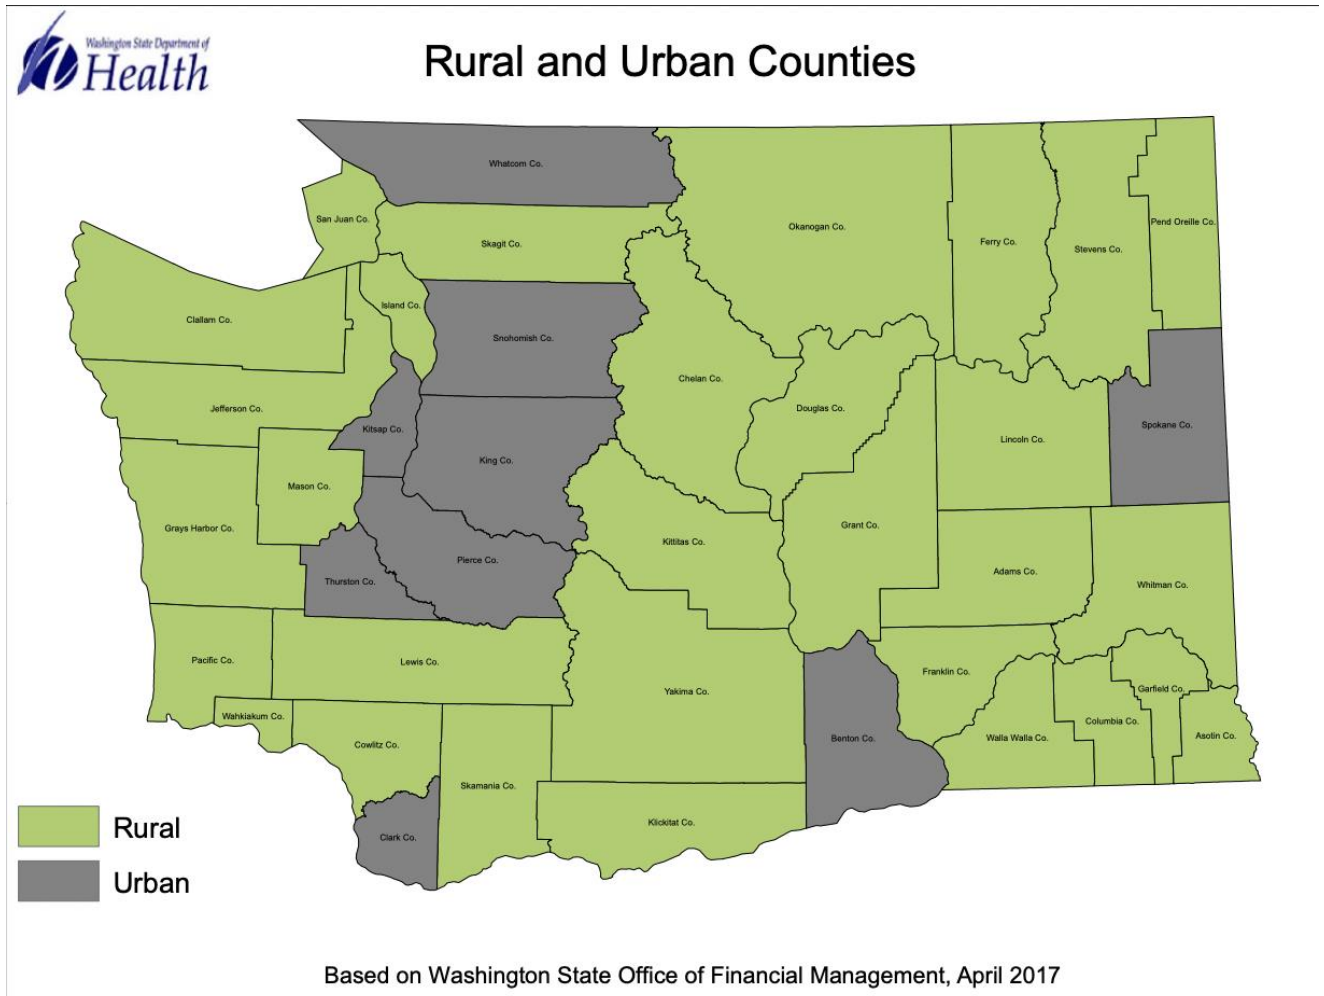 Washington State Department of
Health
Rural and Urban Counties
Whatcom Co.
San Juan Co.
Skagit Co.
Okanogan Co.
Ferry Co.
Stevens Co.
Pend Oreille Co.
Island Co.
Clallam Co.
Snohomish Co.
Chelan Co.
Jefferson Co.
Kitsap Co.
Douglas Co.
Spokane Co.
King Co.
Lincoln Co.
Mason Co.
Grays Harbor Co.
Grant Co.
Kittitas Co.
Pierce Co.
Thurston Co.
Adams Co.
Whitman Co.
Pacific Co.
Lewis Co.
Yakima Co.
Franklin Co.
Garfield Co.
Wahkiakum Co.
Cowlitz Co.
Benton Co.
Walla Walla Co.
Columbia Co.
Asotin Co.
Skamania Co.
Klickitat Co.
Clark Co.
Rural
Urban
Based on Washington State Office of Financial Management, April 2017